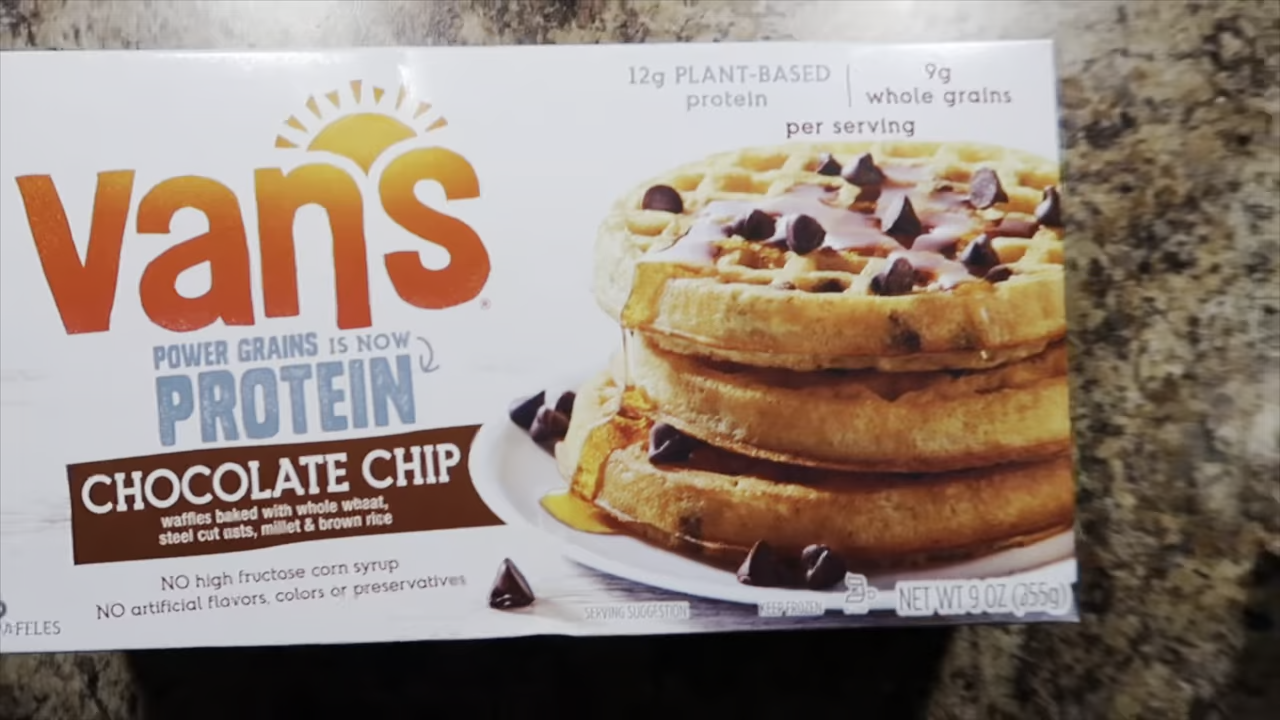 12g PLANT-BASED protein
9g whole grains
per serving
vans
POWER GRAINS IS NOW
PROTEIN
CHOCOLATE CHIP
waffles baked with whole wheat,
steel cut oats, millet & brown rice
NO high fructose corn syrup
NO artificial flavors, colors or preservatives
SERVING SUGGESTION
KEEP FROZEN
NET WT 9 OZ (255g)